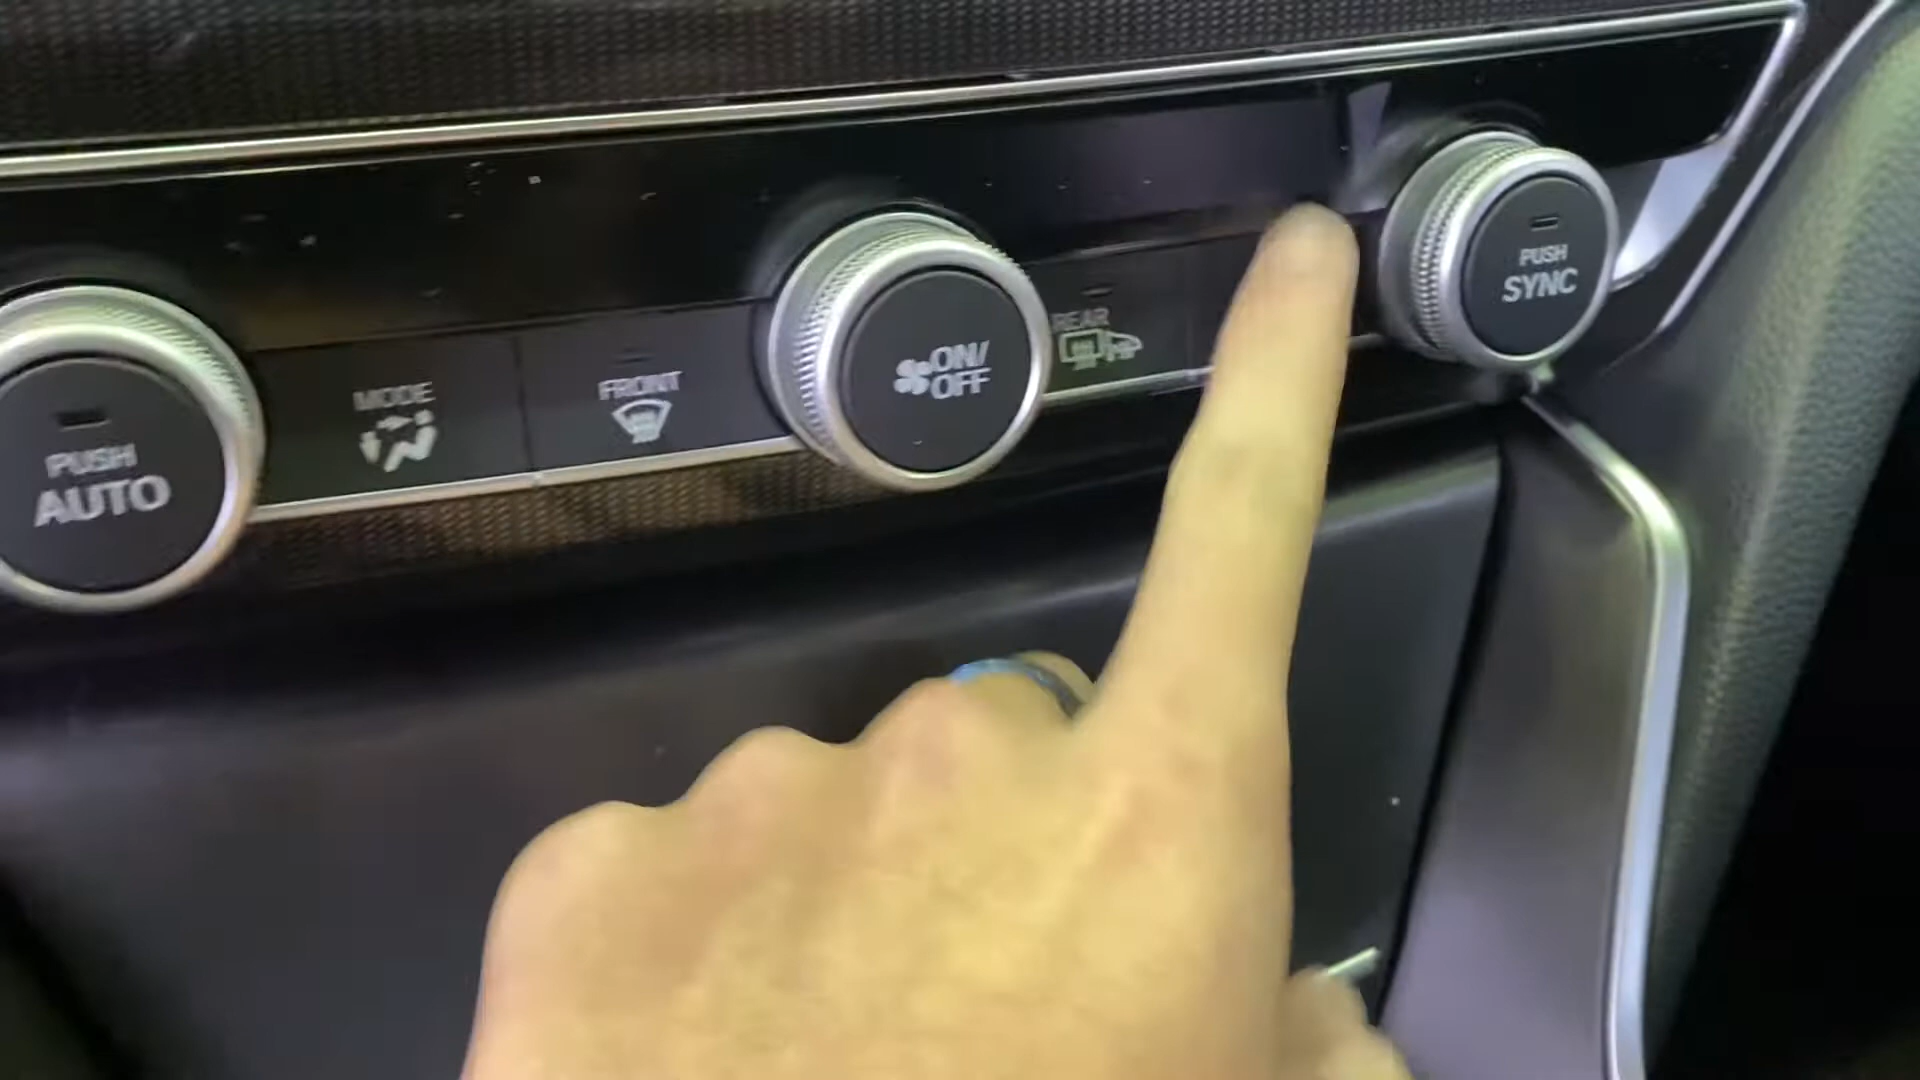 PUSH
AUTO
MODE
FRONT
ON/
OFF
REAR
PUSH
SYNC